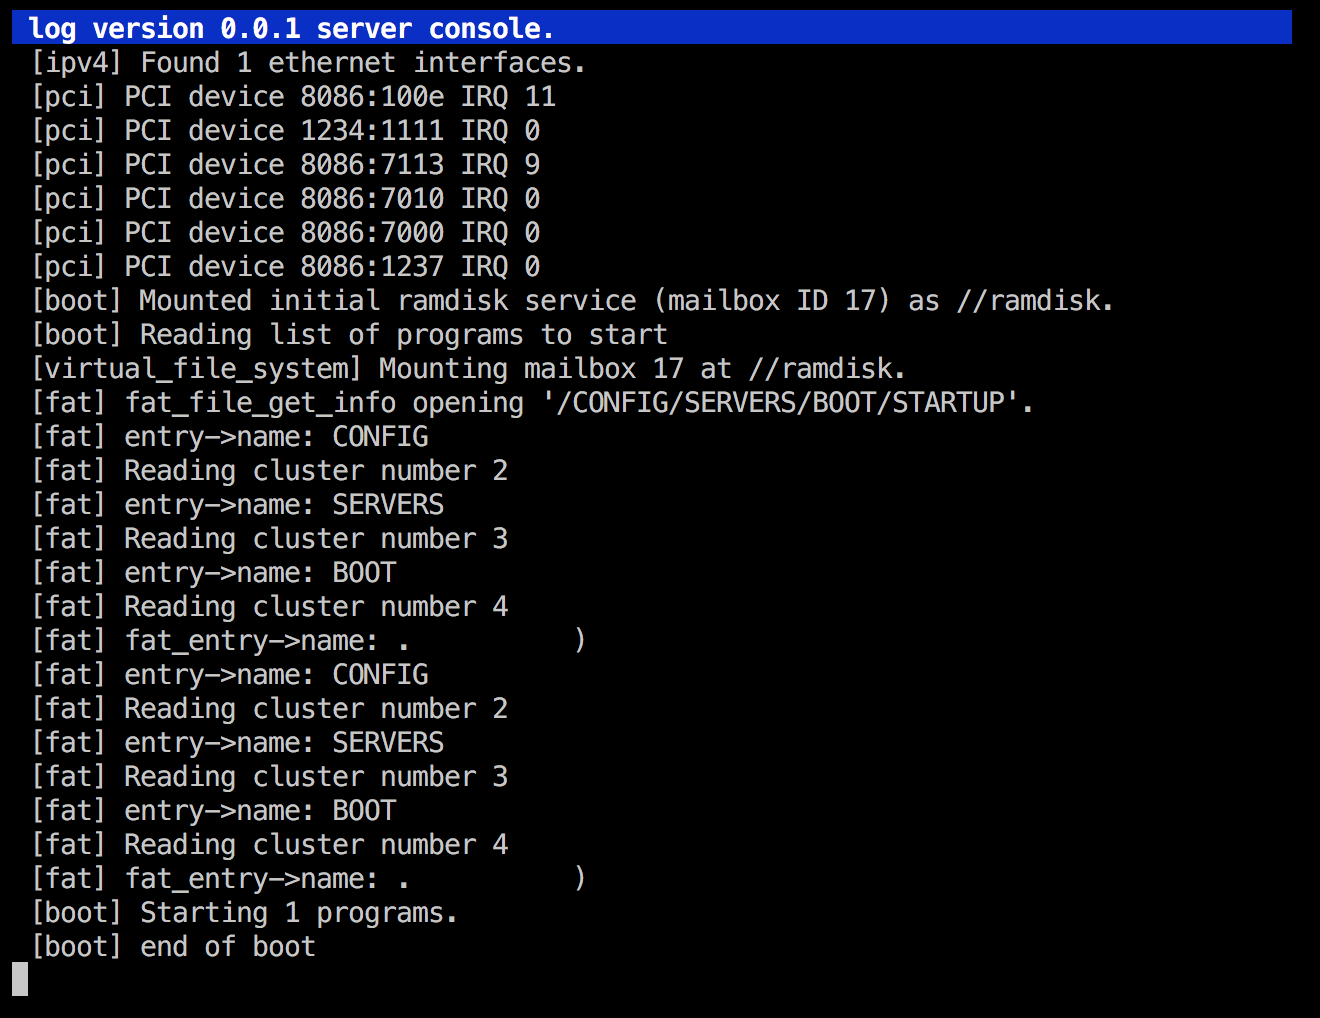 log version 0.0.1 server console.
[ipv4] Found 1 ethernet interfaces.
[pci] PCI device 8086:100e IRQ 11
[pci] PCI device 1234:1111 IRQ 0
[pci] PCI device 8086:7113 IRQ 9
[pci] PCI device 8086:7010 IRQ 0
[pci] PCI device 8086:7000 IRQ 0
[pci] PCI device 8086:1237 IRQ 0
[boot] Mounted initial ramdisk service (mailbox ID 17) as //ramdisk.
[boot] Reading list of programs to start
[virtual_file_system] Mounting mailbox 17 at //ramdisk.
[fat] fat_file_get_info opening '/CONFIG/SERVERS/BOOT/STARTUP'.
[fat] entry->name: CONFIG
[fat] Reading cluster number 2
[fat] entry->name: SERVERS
[fat] Reading cluster number 3
[fat] entry->name: BOOT
[fat] Reading cluster number 4
[fat] fat_entry->name: .          )
[fat] entry->name: CONFIG
[fat] Reading cluster number 2
[fat] entry->name: SERVERS
[fat] Reading cluster number 3
[fat] entry->name: BOOT
[fat] Reading cluster number 4
[fat] fat_entry->name: .          )
[boot] Starting 1 programs.
[boot] end of boot